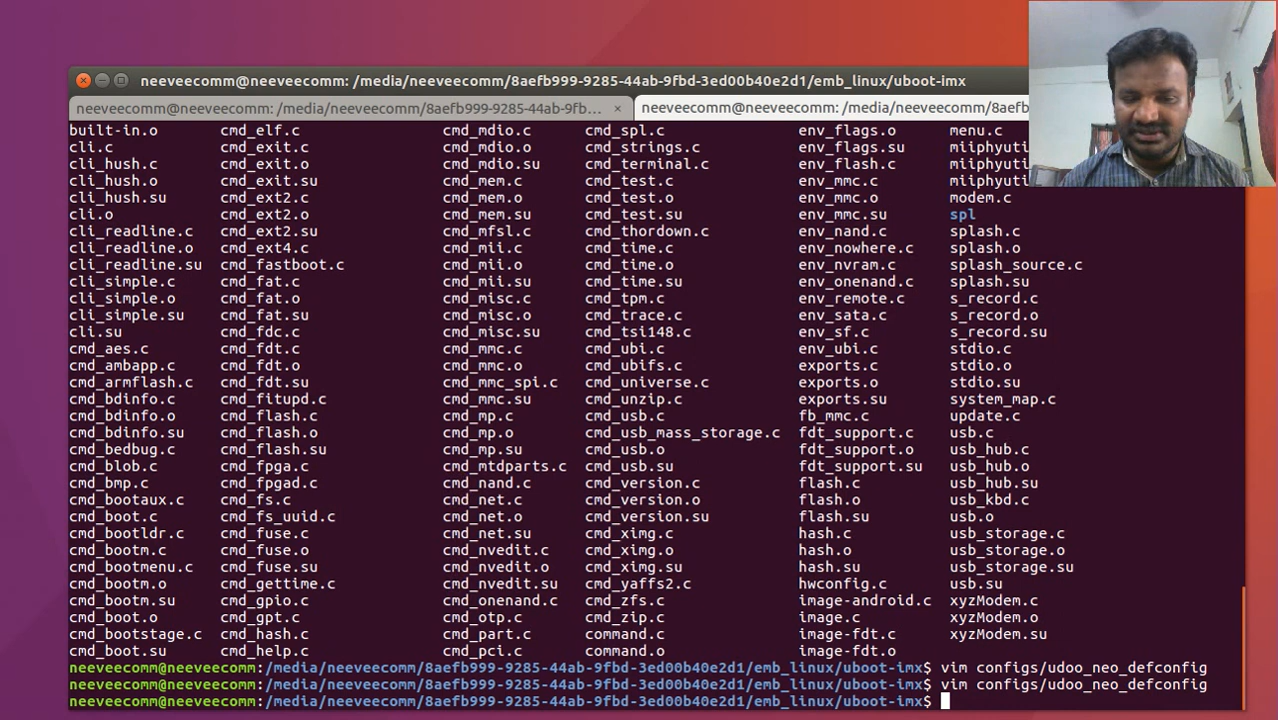 neeveecomm@neeveecomm: /media/neeveecomm/8aefb999-9285-44ab-9fbd-3ed00b40e2d1/emb_linux/uboot-imx
neeveecomm@neeveecomm: /media/neeveecomm/8aefb999-9285-44ab-9fb... × neeveecomm@neeveecomm: /media/neeveecomm/8aefb
built-in.o cmd_elf.c cmd_mdio.c cmd_spl.c env_flags.o menu.c
cli.c cmd_exit.c cmd_mdio.o cmd_strings.c env_flags.su miiphyuti
cli_hush.c cmd_exit.o cmd_mdio.su cmd_terminal.c env_flash.c miiphyuti
cli_hush.o cmd_exit.su cmd_mem.c cmd_test.c env_mmc.c miiphyuti
cli_hush.su cmd_ext2.c cmd_mem.o cmd_test.o env_mmc.o modem.c
cli.o cmd_ext2.o cmd_mem.su cmd_test.su env_mmc.su spl
cli_readline.c cmd_ext2.su cmd_mfsl.c cmd_thordown.c env_nand.c splash.c
cli_readline.o cmd_ext4.c cmd_mii.c cmd_time.c env_nowhere.c splash.o
cli_readline.su cmd_fastboot.c cmd_mii.o cmd_time.o env_nvram.c splash_source.c
cli_simple.c cmd_fat.c cmd_mii.su cmd_time.su env_onenand.c splash.su
cli_simple.o cmd_fat.o cmd_misc.c cmd_tpm.c env_remote.c s_record.c
cli_simple.su cmd_fat.su cmd_misc.o cmd_trace.c env_sata.c s_record.o
cli.su cmd_fdc.c cmd_misc.su cmd_tsi148.c env_sf.c s_record.su
cmd_aes.c cmd_fdt.c cmd_mmc.c cmd_ubi.c env_ubi.c stdio.c
cmd_ambapp.c cmd_fdt.o cmd_mmc.o cmd_ubifs.c exports.c stdio.o
cmd_armflash.c cmd_fdt.su cmd_mmc_spi.c cmd_universe.c exports.o stdio.su
cmd_bdinfo.c cmd_fitupd.c cmd_mmc.su cmd_unzip.c exports.su system_map.c
cmd_bdinfo.o cmd_flash.c cmd_mp.c cmd_usb.c fb_mmc.c update.c
cmd_bdinfo.su cmd_flash.o cmd_mp.o cmd_usb_mass_storage.c fdt_support.c usb.c
cmd_bedbug.c cmd_flash.su cmd_mp.su cmd_usb.o fdt_support.o usb_hub.c
cmd_blob.c cmd_fpga.c cmd_mtdparts.c cmd_usb.su fdt_support.su usb_hub.o
cmd_bmp.c cmd_fpgad.c cmd_nand.c cmd_version.c flash.c usb_hub.su
cmd_bootaux.c cmd_fs.c cmd_net.c cmd_version.o flash.o usb_kbd.c
cmd_boot.c cmd_fs_uuid.c cmd_net.o cmd_version.su flash.su usb.o
cmd_bootldr.c cmd_fuse.c cmd_net.su cmd_ximg.c hash.c usb_storage.c
cmd_bootm.c cmd_fuse.o cmd_nvedit.c cmd_ximg.o hash.o usb_storage.o
cmd_bootmenu.c cmd_fuse.su cmd_nvedit.o cmd_ximg.su hash.su usb_storage.su
cmd_bootm.o cmd_gettime.c cmd_nvedit.su cmd_yaffs2.c hwconfig.c usb.su
cmd_bootm.su cmd_gpio.c cmd_onenand.c cmd_zfs.c image-android.c xyzModem.c
cmd_boot.o cmd_gpt.c cmd_otp.c cmd_zip.c image.c xyzModem.o
cmd_bootstage.c cmd_hash.c cmd_part.c command.c image-fdt.c xyzModem.su
cmd_boot.su cmd_help.c cmd_pci.c command.o image-fdt.o
neeveecomm@neeveecomm:/media/neeveecomm/8aefb999-9285-44ab-9fbd-3ed00b40e2d1/emb_linux/uboot-imx$ vim configs/udoo_neo_defconfig
neeveecomm@neeveecomm:/media/neeveecomm/8aefb999-9285-44ab-9fbd-3ed00b40e2d1/emb_linux/uboot-imx$ vim configs/udoo_neo_defconfig
neeveecomm@neeveecomm:/media/neeveecomm/8aefb999-9285-44ab-9fbd-3ed00b40e2d1/emb_linux/uboot-imx$